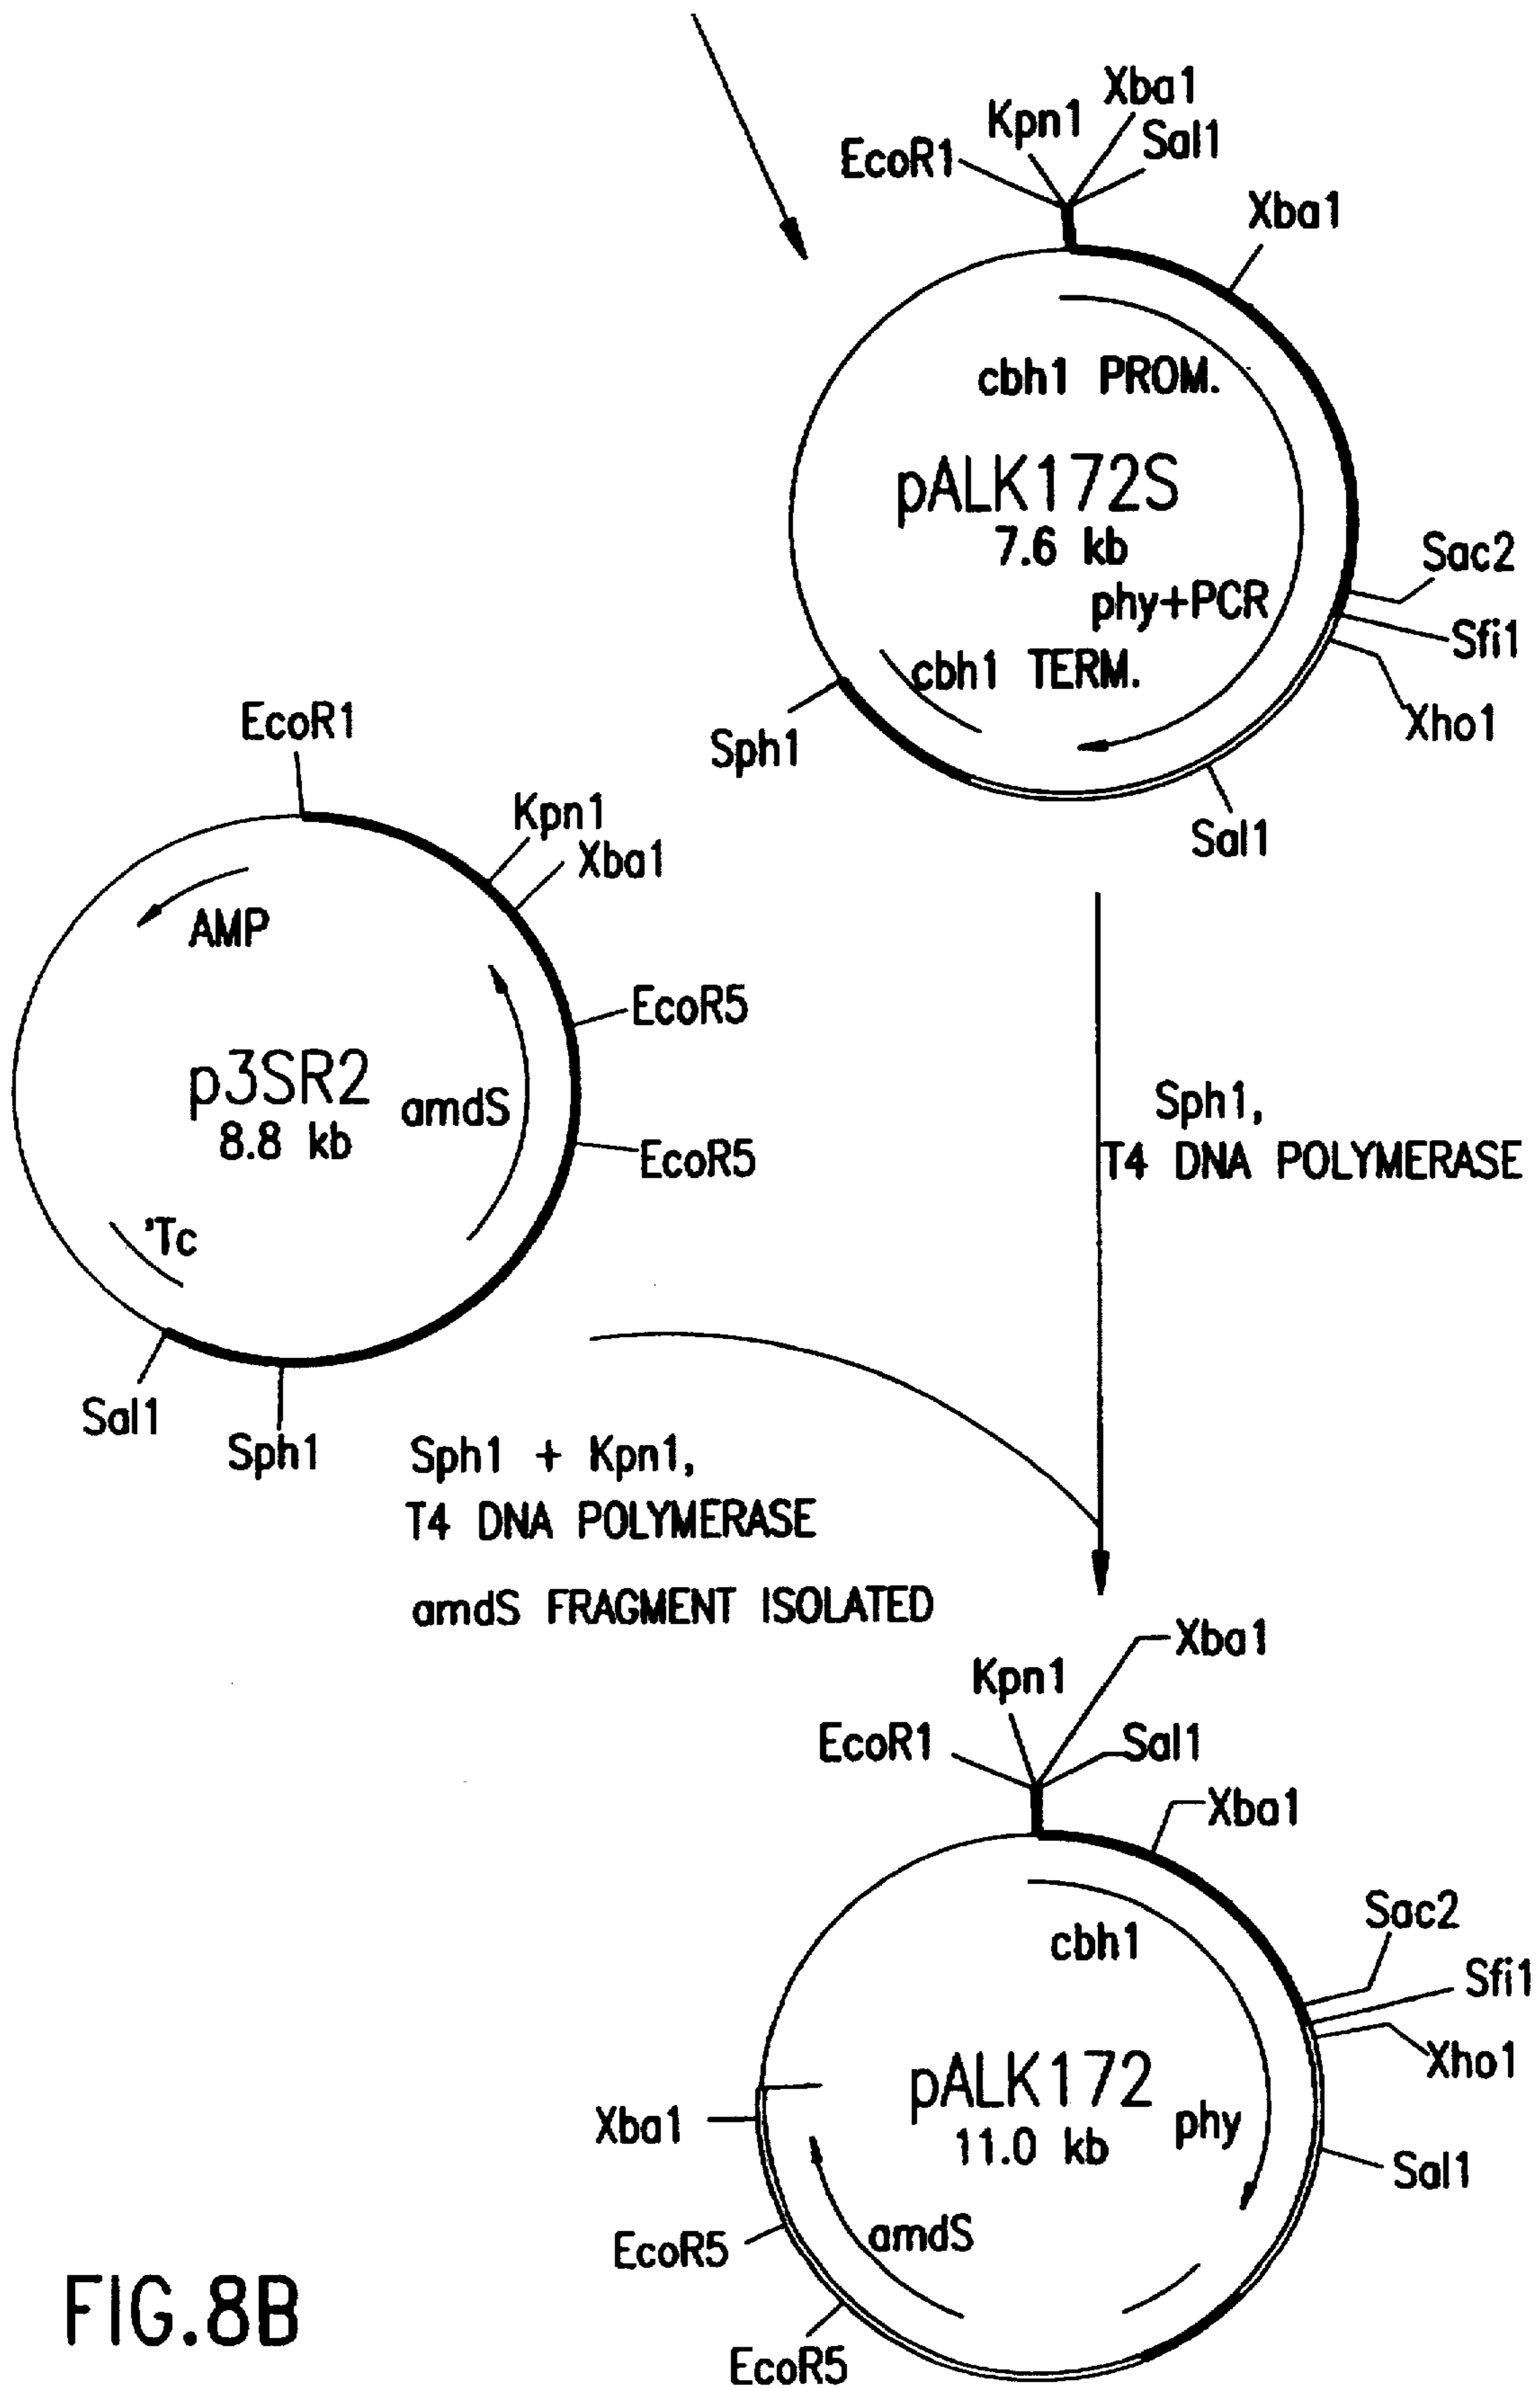 Xba1
Kpn1
Sal1
EcoR1
Xba1
cbh1 PROM.
pALK172S
7.6 kb
Sac2
phy+PCR
Sfi1
cbh1 TERM.
Xho1
Sph1
Sal1
EcoR1
Kpn1
Xba1
AMP
EcoR5
p3SR2
amdS
8.8 kb
EcoR5
'Tc
Sal1
Sph1
Sph1,
T4 DNA POLYMERASE
Sph1 + Kpn1,
T4 DNA POLYMERASE
amdS FRAGMENT ISOLATED
Xba1
Kpn1
EcoR1
Sal1
Xba1
Sac2
cbh1
Sfi1
Xho1
pALK172
phy
11.0 kb
Xba1
Sal1
amdS
EcoR5
EcoR5
FIG.8B